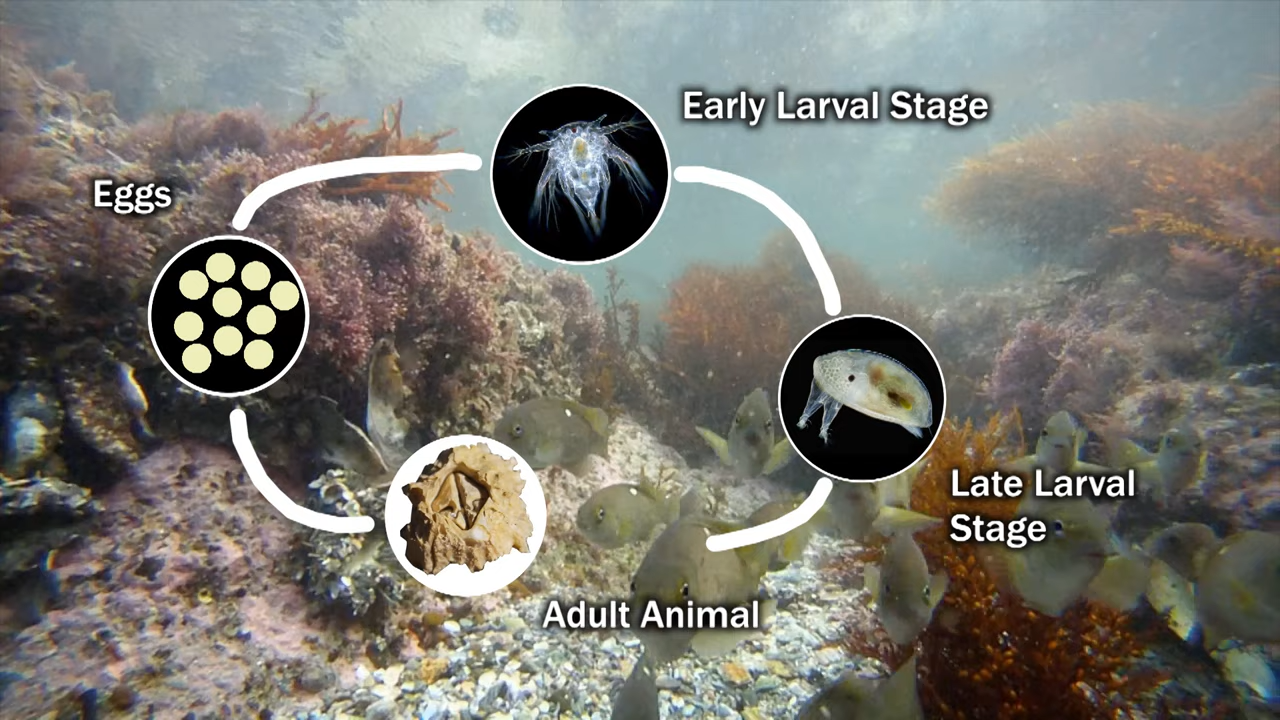 Early Larval Stage
Eggs
Late Larval
Stage
Adult Animal